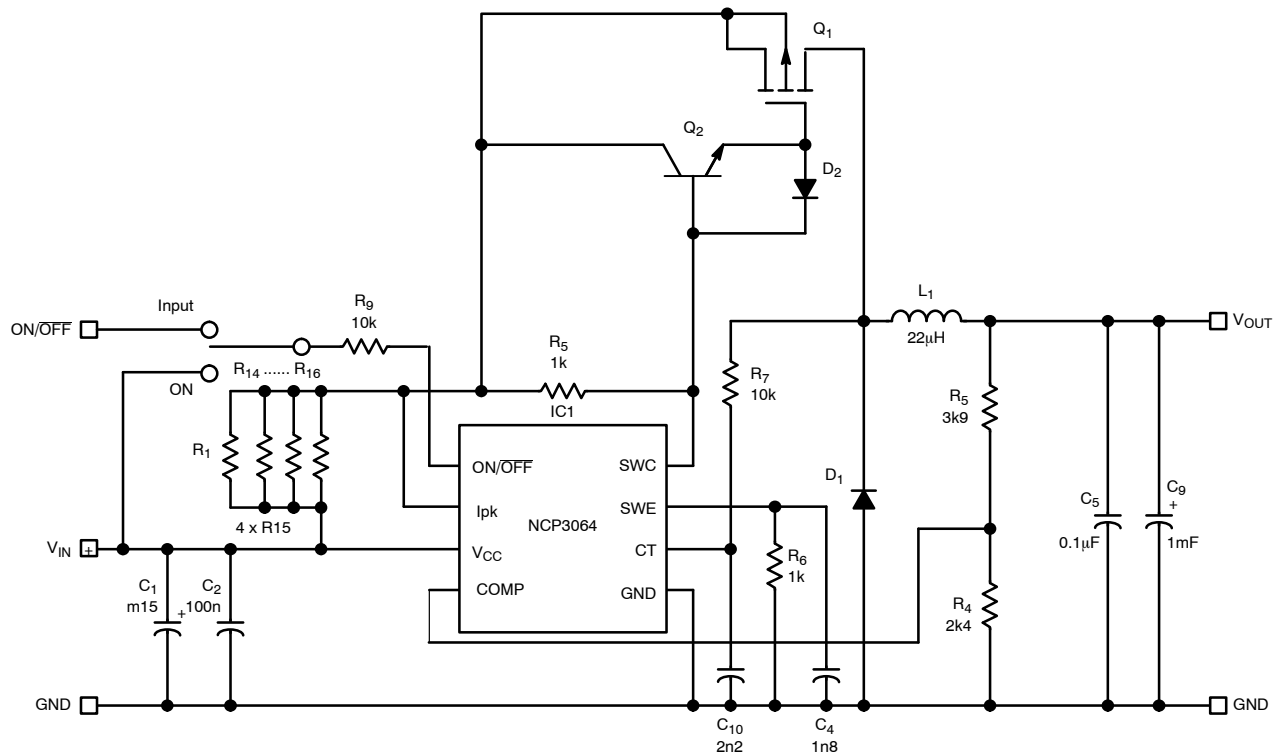 Q1
Q2
D2
Input
ON/OFF
R9
10k
ON
R14 ...... R16
R5
1k
IC1
L1
22µH
VOUT
R7
10k
R5
3k9
R1
ON/OFF
SWC
D1
Ipk
SWE
NCP3064
4 x R15
C5
0.1µF
C9
+
1mF
VIN
+
VCC
CT
R6
1k
C1
m15
+
C2
100n
COMP
GND
R4
2k4
GND
GND
C10
2n2
C4
1n8